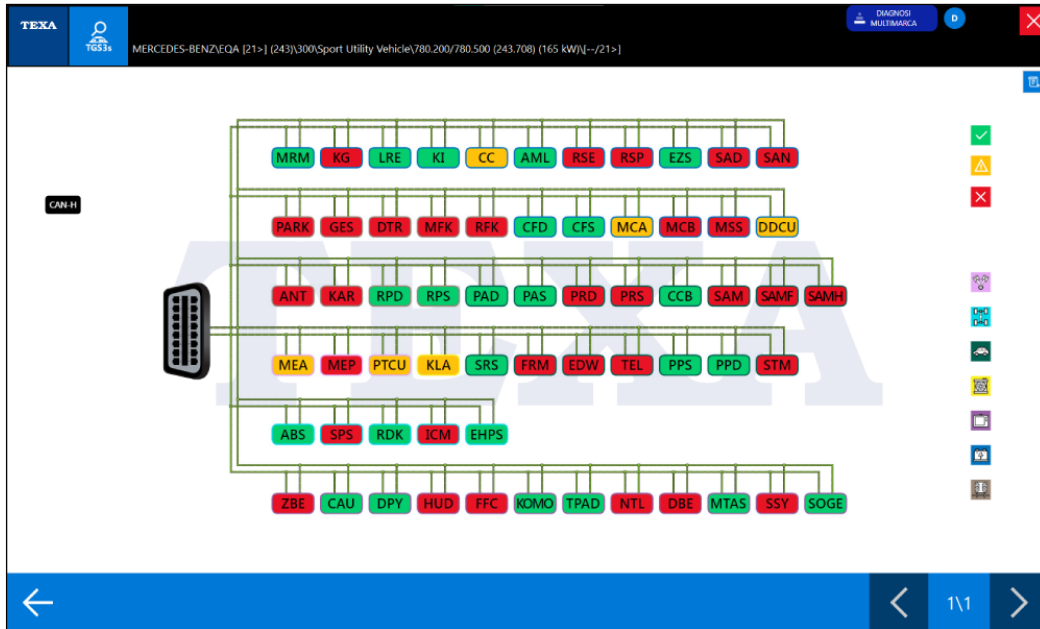 TEXA
TGS3s
DIAGNOSI
MULTIMARCA
D
MERCEDES-BENZ\EQA [21>] (243)\300\Sport Utility Vehicle\780.200/780.500 (243.708) (165 kW)\[--/21>]
MRM KG LRE KI CC AML RSE RSP EZS SAD SAN
CAN-H
PARK GES DTR MFK RFK CFD CFS MCA MCB MSS DDCU
TEXA
ANT KAR RPD RPS PAD PAS PRD PRS CCB SAM SAMF SAMH
MEA MEP PTCU KLA SRS FRM EDW TEL PPS PPD STM
ABS SPS RDK ICM EHPS
ZBE CAU DPY HUD FFC KOMO TPAD NTL DBE MTAS SSY SOGE
1\1